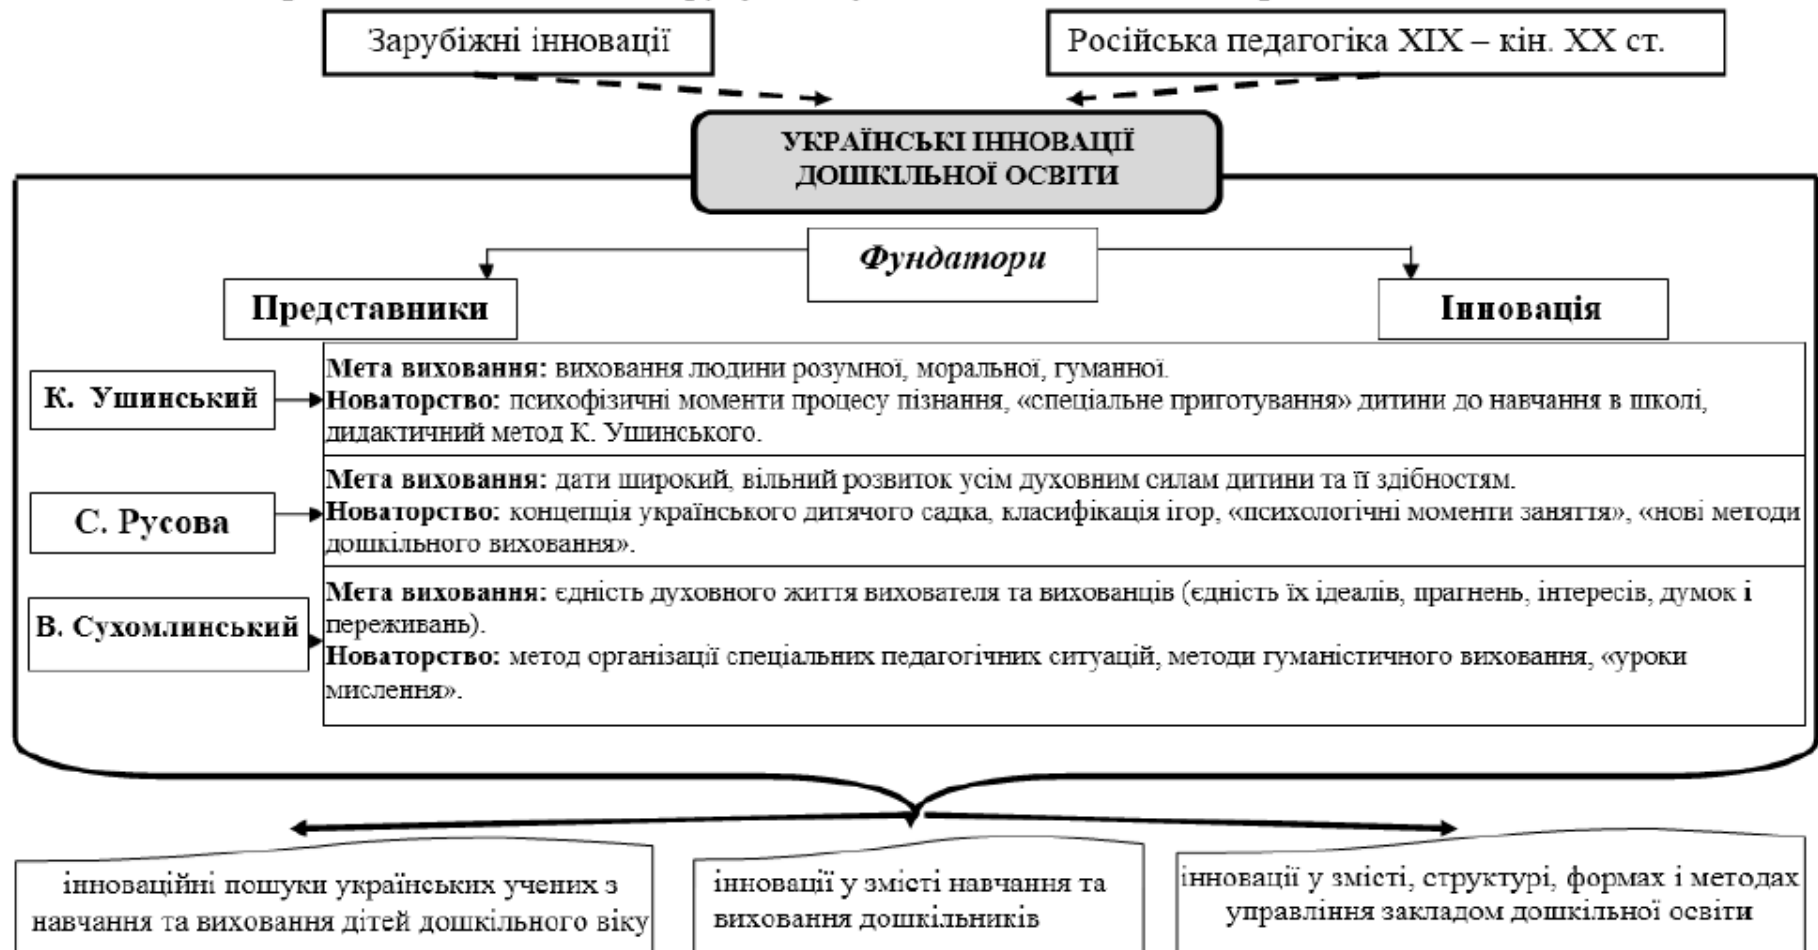 Зарубіжні інновації
Російська педагогіка ХІХ – кін. ХХ ст.
УКРАЇНСЬКІ ІННОВАЦІЇ
ДОШКІЛЬНОЇ ОСВІТИ
Фундатори
Представники
Інновація
К. Ушинський
Мета виховання: виховання людини розумної, моральної, гуманної.
Новаторство: психофізичні моменти процесу пізнання, «спеціальне приготування» дитини до навчання в школі,
дидактичний метод К. Ушинського.
С. Русова
Мета виховання: дати широкий, вільний розвиток усім духовним силам дитини та її здібностям.
Новаторство: концепція українського дитячого садка, класифікація ігор, «психологічні моменти заняття», «нові методи
дошкільного виховання».
В. Сухомлинський
Мета виховання: єдність духовного життя вихователя та вихованців (єдність їх ідеалів, прагнень, інтересів, думок і
переживань).
Новаторство: метод організації спеціальних педагогічних ситуацій, методи гуманістичного виховання, «уроки
мислення».
інноваційні пошуки українських учених з
навчання та виховання дітей дошкільного віку
інновації у змісті навчання та
виховання дошкільників
інновації у змісті, структурі, формах і методах
управління закладом дошкільної освіти